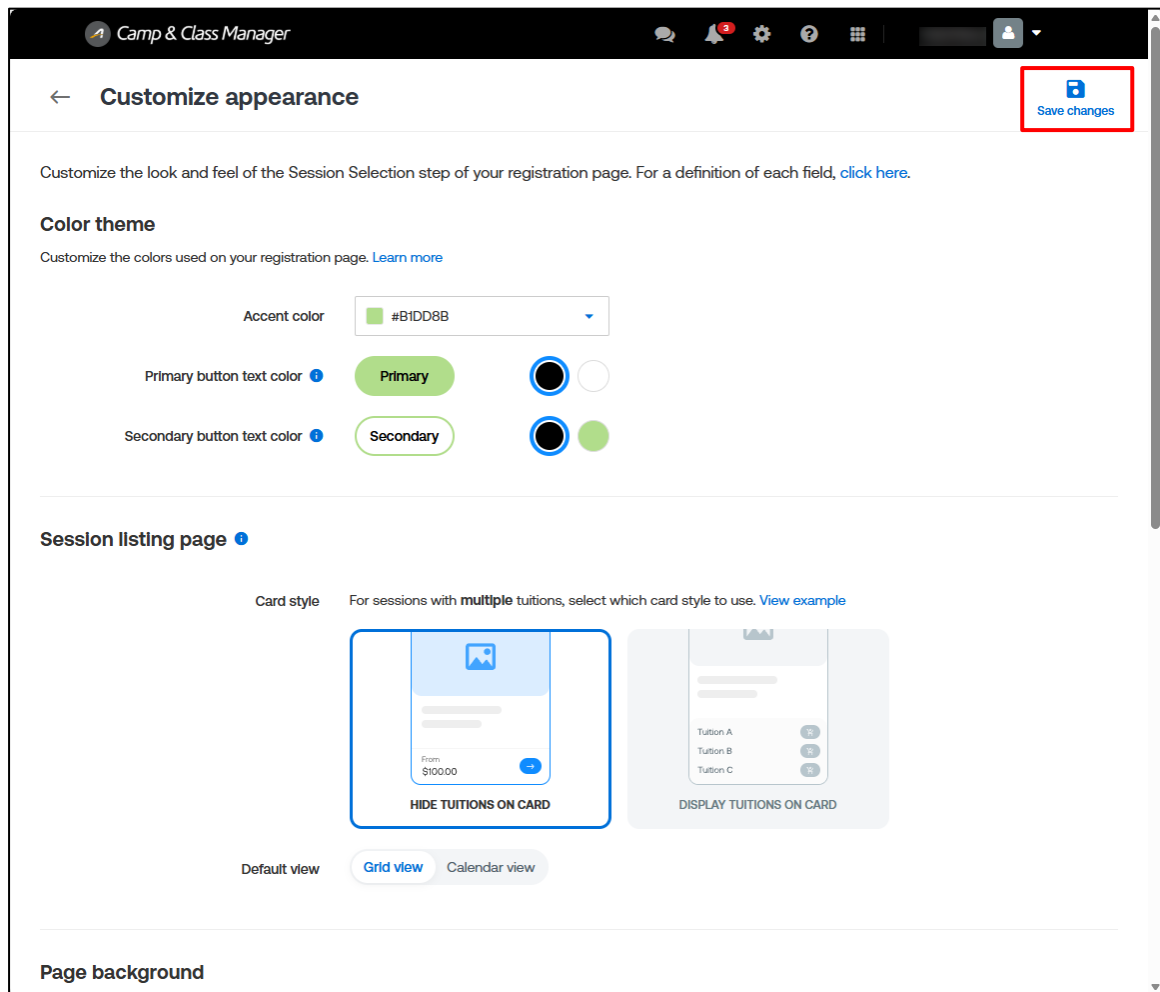 Camp & Class Manager
3
Customize appearance
Save changes
Customize the look and feel of the Session Selection step of your registration page. For a definition of each field, click here.
Color theme
Customize the colors used on your registration page. Learn more
Accent color
#B1DD8B
Primary button text color
Primary
Secondary button text color
Secondary
Session listing page
Card style
For sessions with multiple tuitions, select which card style to use. View example
From
$100.00
HIDE TUITIONS ON CARD
Tuition A
Tuition B
Tuition C
DISPLAY TUITIONS ON CARD
Default view
Grid view
Calendar view
Page background